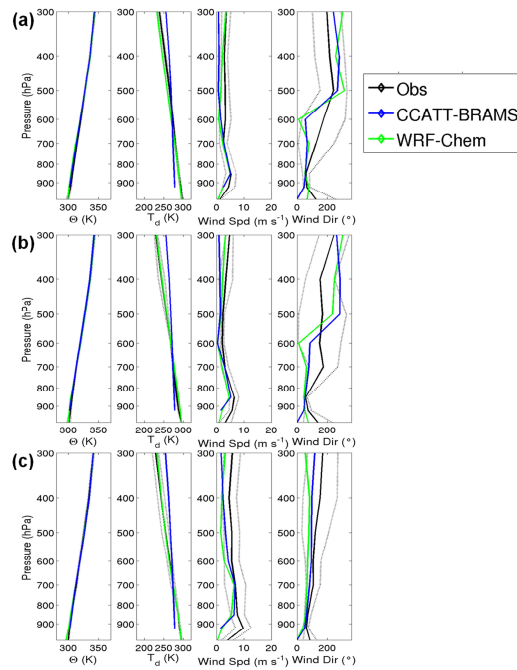 (a)
300
400
500
600
700
800
900
Pressure (hPa)
300 350
Θ (K)
200 250 300
T_d (K)
0 10 20
Wind Spd (m s⁻¹)
0 200
Wind Dir (°)
Obs
CCATT-BRAMS
WRF-Chem
(b)
300
400
500
600
700
800
900
Pressure (hPa)
300 350
Θ (K)
200 250 300
T_d (K)
0 10 20
Wind Spd (m s⁻¹)
0 200
Wind Dir (°)
(c)
300
400
500
600
700
800
900
Pressure (hPa)
300 350
Θ (K)
200 250 300
T_d (K)
0 10 20
Wind Spd (m s⁻¹)
0 200
Wind Dir (°)